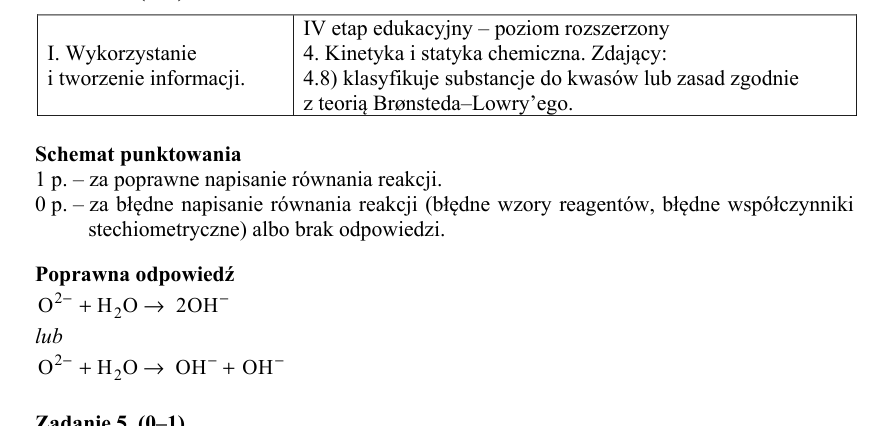 I. Wykorzystanie
i tworzenie informacji.
IV etap edukacyjny – poziom rozszerzony
4. Kinetyka i statyka chemiczna. Zdający:
4.8) klasyfikuje substancje do kwasów lub zasad zgodnie
z teorią Brønsteda–Lowry’ego.
Schemat punktowania
1 p. – za poprawne napisanie równania reakcji.
0 p. – za błędne napisanie równania reakcji (błędne wzory reagentów, błędne współczynniki
stechiometryczne) albo brak odpowiedzi.
Poprawna odpowiedź
O²⁻ + H₂O → 2OH⁻
lub
O²⁻ + H₂O → OH⁻ + OH⁻
Zadanie 5. (0–1)